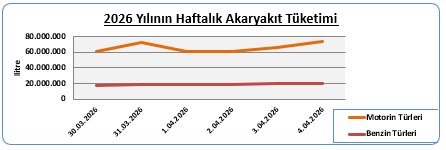 2026 Yılının Haftalık Akaryakıt Tüketimi
litre
80.000.000
60.000.000
40.000.000
20.000.000
0
30.03.2026
31.03.2026
1.04.2026
2.04.2026
3.04.2026
4.04.2026
Motorin Türleri
Benzin Türleri